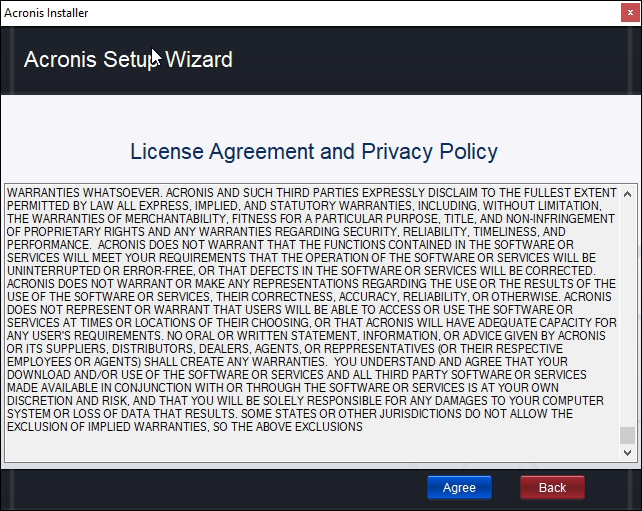 Acronis Installer
Acronis Setup Wizard
License Agreement and Privacy Policy
WARRANTIES WHATSOEVER. ACRONIS AND SUCH THIRD PARTIES EXPRESSLY DISCLAIM TO THE FULLEST EXTENT
PERMITTED BY LAW ALL EXPRESS, IMPLIED, AND STATUTORY WARRANTIES, INCLUDING, WITHOUT LIMITATION,
THE WARRANTIES OF MERCHANTABILITY, FITNESS FOR A PARTICULAR PURPOSE, TITLE, AND NON-INFRINGEMENT
OF PROPRIETARY RIGHTS AND ANY WARRANTIES REGARDING SECURITY, RELIABILITY, TIMELINESS, AND
PERFORMANCE.  ACRONIS DOES NOT WARRANT THAT THE FUNCTIONS CONTAINED IN THE SOFTWARE OR
SERVICES WILL MEET YOUR REQUIREMENTS THAT THE OPERATION OF THE SOFTWARE OR SERVICES WILL BE
UNINTERRUPTED OR ERROR-FREE, OR THAT DEFECTS IN THE SOFTWARE OR SERVICES WILL BE CORRECTED.
ACRONIS DOES NOT WARRANT OR MAKE ANY REPRESENTATIONS REGARDING THE USE OR THE RESULTS OF THE
USE OF THE SOFTWARE OR SERVICES, THEIR CORRECTNESS, ACCURACY, RELIABILITY, OR OTHERWISE. ACRONIS
DOES NOT REPRESENT OR WARRANT THAT USERS WILL BE ABLE TO ACCESS OR USE THE SOFTWARE OR
SERVICES AT TIMES OR LOCATIONS OF THEIR CHOOSING, OR THAT ACRONIS WILL HAVE ADEQUATE CAPACITY FOR
ANY USER'S REQUIREMENTS. NO ORAL OR WRITTEN STATEMENT, INFORMATION, OR ADVICE GIVEN BY ACRONIS
OR ITS SUPPLIERS, DISTRIBUTORS, DEALERS, AGENTS, OR REPPRESENTATIVES (OR THEIR RESPECTIVE
EMPLOYEES OR AGENTS) SHALL CREATE ANY WARRANTIES.  YOU UNDERSTAND AND AGREE THAT YOUR
DOWNLOAD AND/OR USE OF THE SOFTWARE OR SERVICES AND ALL THIRD PARTY SOFTWARE OR SERVICES
MADE AVAILABLE IN CONJUNCTION WITH OR THROUGH THE SOFTWARE OR SERVICES IS AT YOUR OWN
DISCRETION AND RISK, AND THAT YOU WILL BE SOLELY RESPONSIBLE FOR ANY DAMAGES TO YOUR COMPUTER
SYSTEM OR LOSS OF DATA THAT RESULTS. SOME STATES OR OTHER JURISDICTIONS DO NOT ALLOW THE
EXCLUSION OF IMPLIED WARRANTIES, SO THE ABOVE EXCLUSIONS
Agree
Back